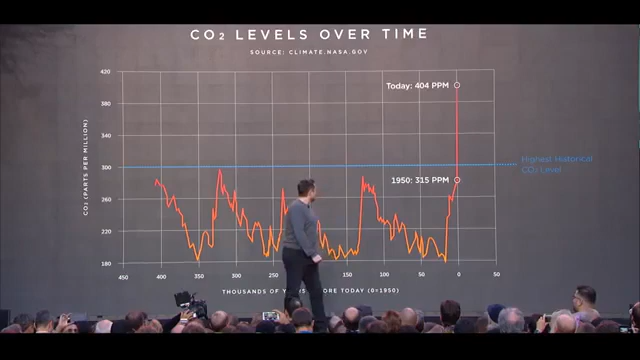 CO2 LEVELS OVER TIME
SOURCE: CLIMATE.NASA.GOV
420
Today: 404 PPM
380
340
CO2 (PARTS PER MILLION)
Highest Historical
CO2 Level
300
1950: 315 PPM
260
220
180
450 400 350 300 250 150 100 50 0 50
THOUSANDS OF BEFORE TODAY (0=1950)